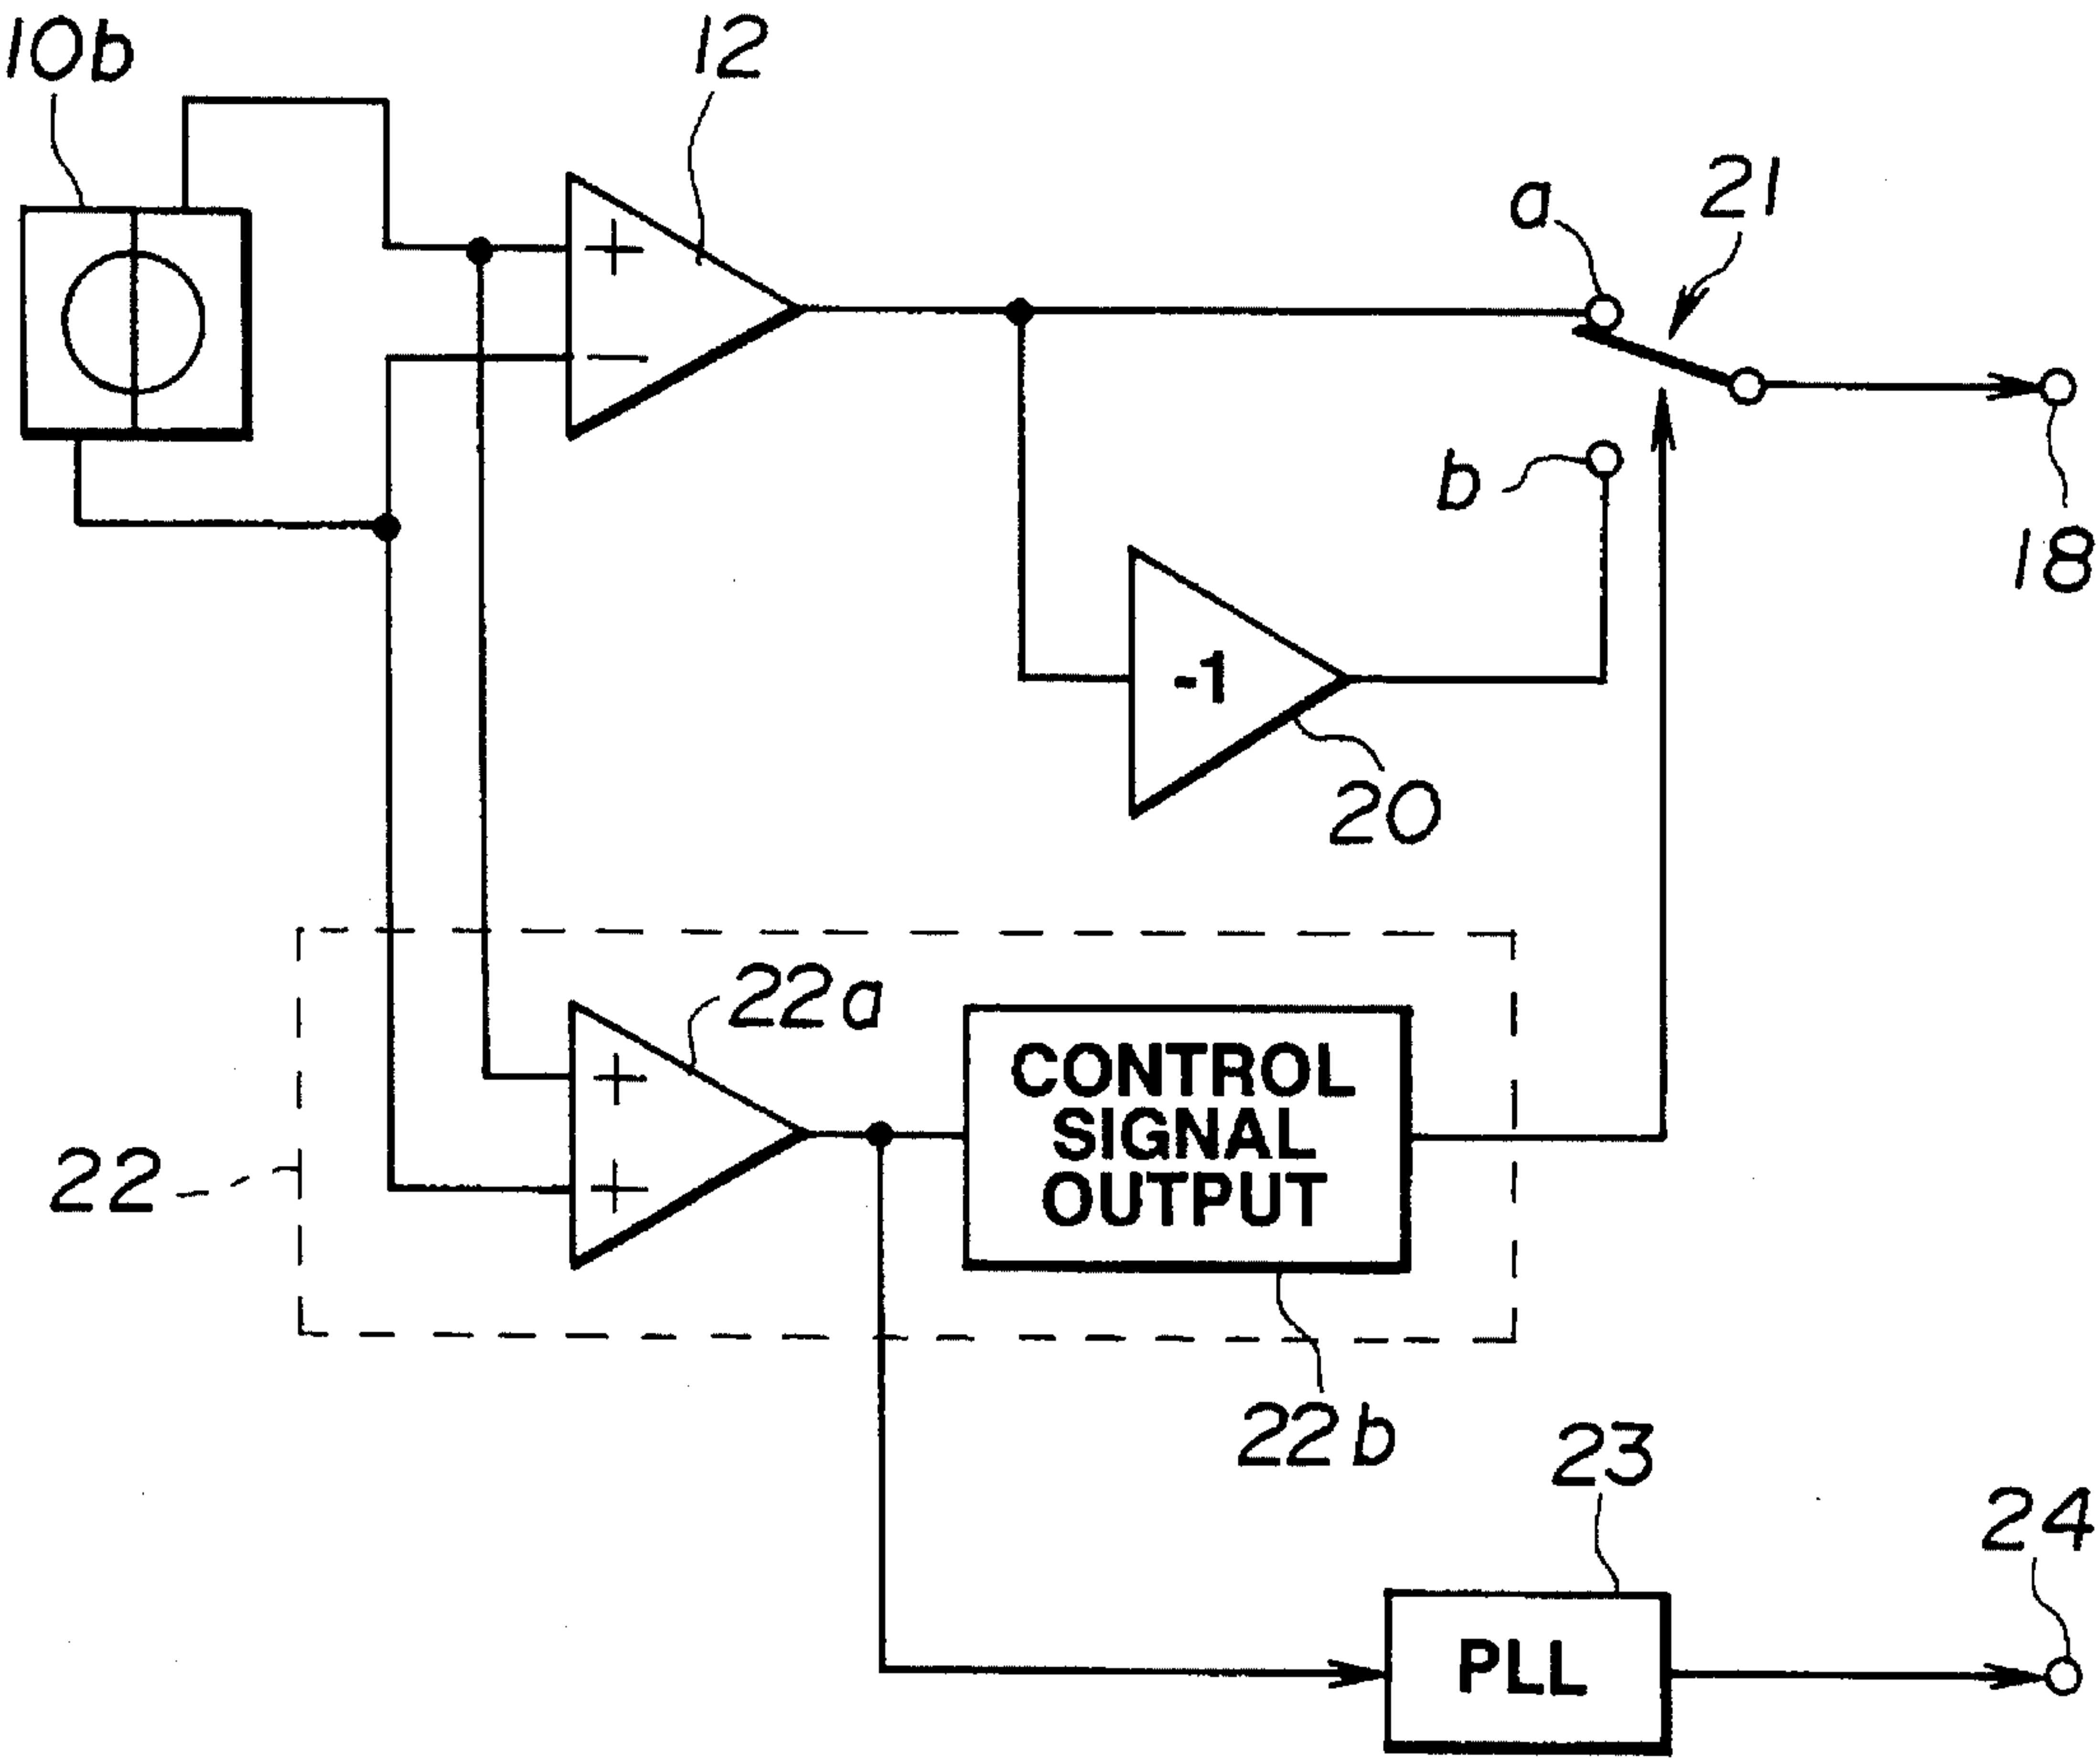 10b
12
+
−
a
21
b
18
-1
20
22a
+
+
CONTROL
SIGNAL
OUTPUT
22
22b
23
24
PLL